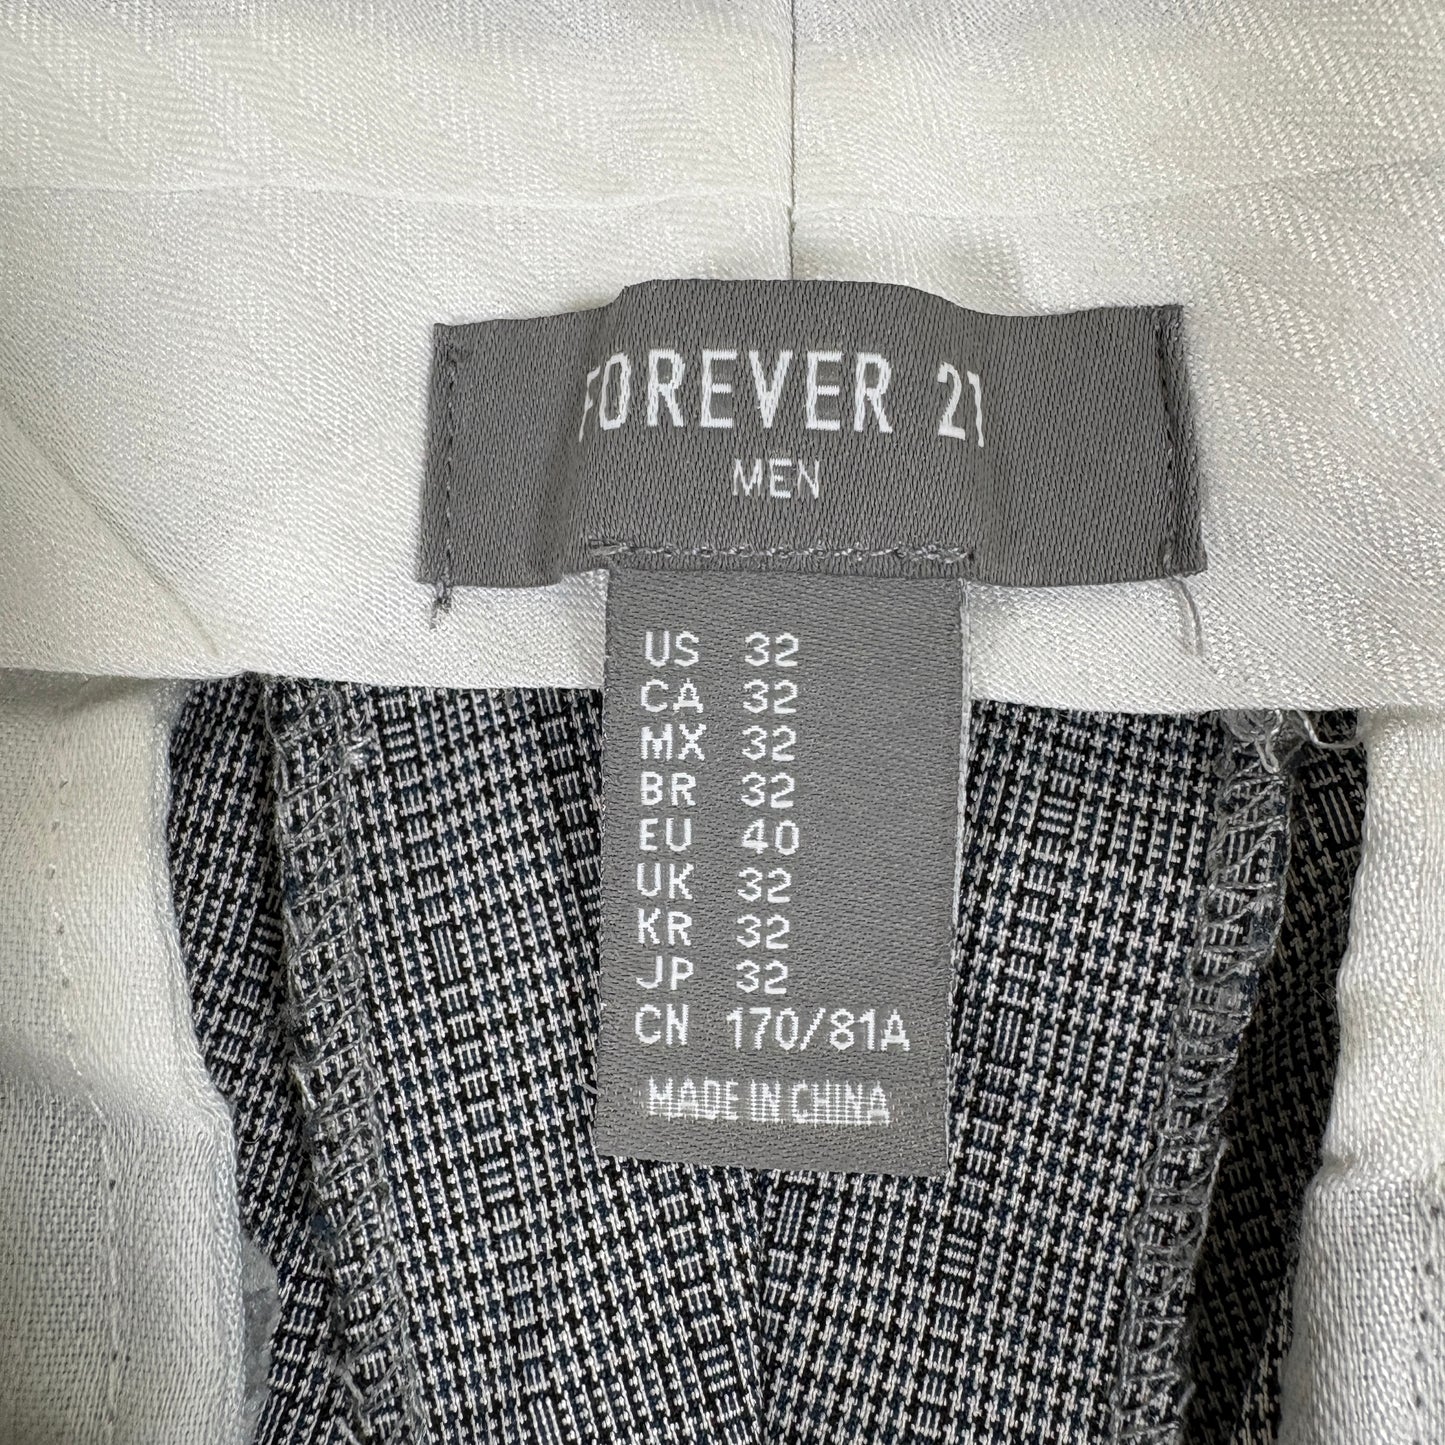 FOREVER 21
MEN
US 32
CA 32
MX 32
BR 32
EU 40
UK 32
KR 32
JP 32
CN 170/81A
MADE IN CHINA